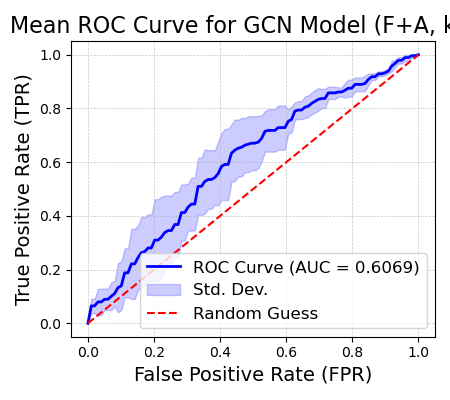 Mean ROC Curve for GCN Model (F+A, k
True Positive Rate (TPR)
1.0
0.8
0.6
0.4
0.2
0.0
ROC Curve (AUC = 0.6069)
Std. Dev.
Random Guess
0.0 0.2 0.4 0.6 0.8 1.0
False Positive Rate (FPR)